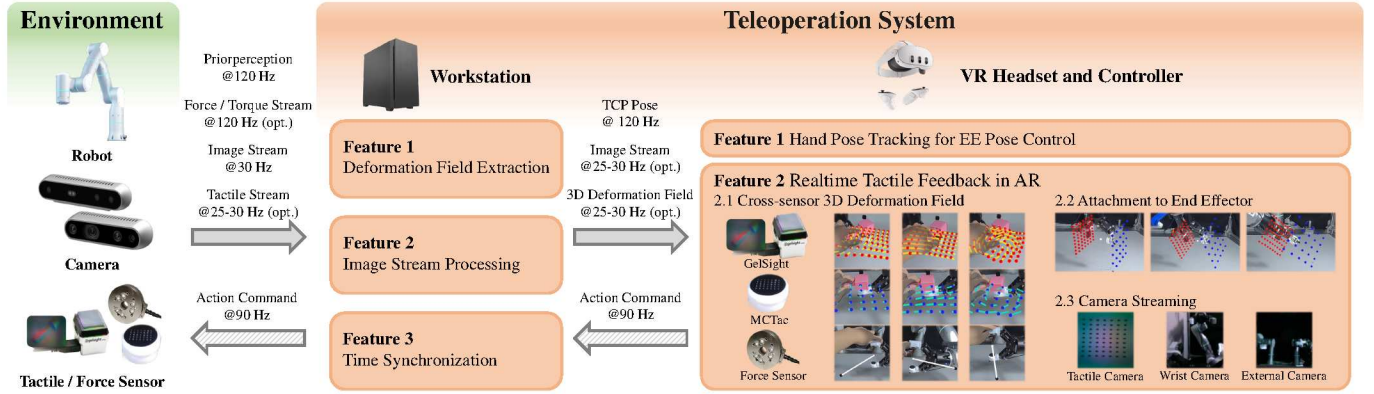 Environment
Robot
Camera
Tactile / Force Sensor
Priorperception
@120 Hz
Force / Torque Stream
@120 Hz (opt.)
Image Stream
@30 Hz
Tactile Stream
@25-30 Hz (opt.)
Action Command
@90 Hz
Teleoperation System
Workstation
Feature 1
Deformation Field Extraction
Feature 2
Image Stream Processing
Feature 3
Time Synchronization
TCP Pose
@ 120 Hz
Image Stream
@25-30 Hz (opt.)
3D Deformation Field
@25-30 Hz (opt.)
Action Command
@90 Hz
VR Headset and Controller
Feature 1 Hand Pose Tracking for EE Pose Control
Feature 2 Realtime Tactile Feedback in AR
2.1 Cross-sensor 3D Deformation Field
GelSight
MCTac
Force Sensor
2.2 Attachment to End Effector
2.3 Camera Streaming
Tactile Camera
Wrist Camera
External Camera